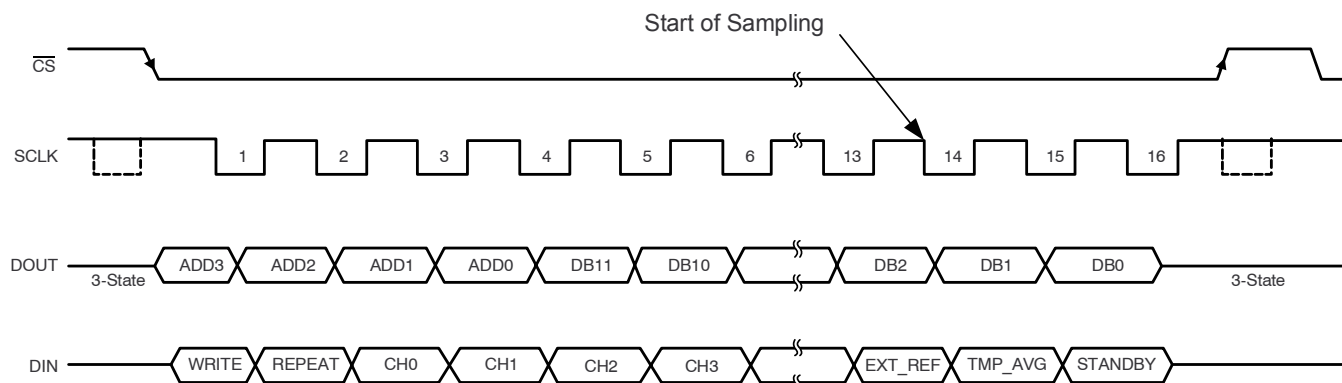 Start of Sampling
CS
SCLK 1 2 3 4 5 6 13 14 15 16
DOUT ADD3 ADD2 ADD1 ADD0 DB11 DB10 DB2 DB1 DB0
3-State 3-State
DIN WRITE REPEAT CH0 CH1 CH2 CH3 EXT_REF TMP_AVG STANDBY